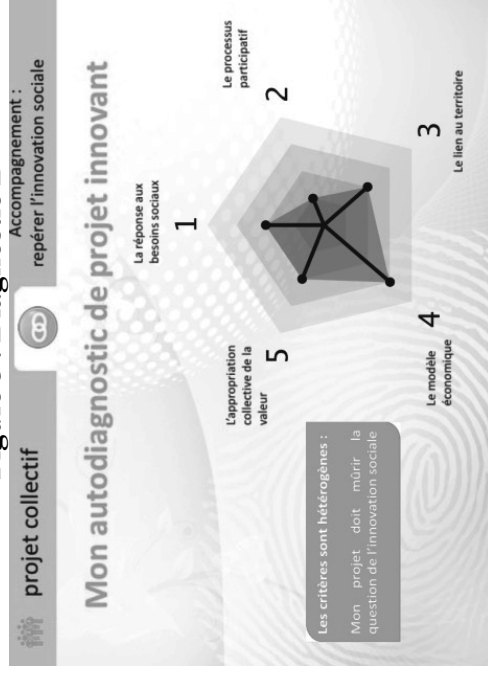 projet collectif
Accompagnement :
repérer l'innovation sociale
Mon autodiagnostic de projet innovant
La réponse aux
besoins sociaux
1
Le processus
participatif
2
3
Le lien au territoire
4
Le modèle
économique
L'appropriation
collective de la
valeur
5
Les critères sont hétérogènes :
Mon projet doit mûrir la
question de l'innovation sociale